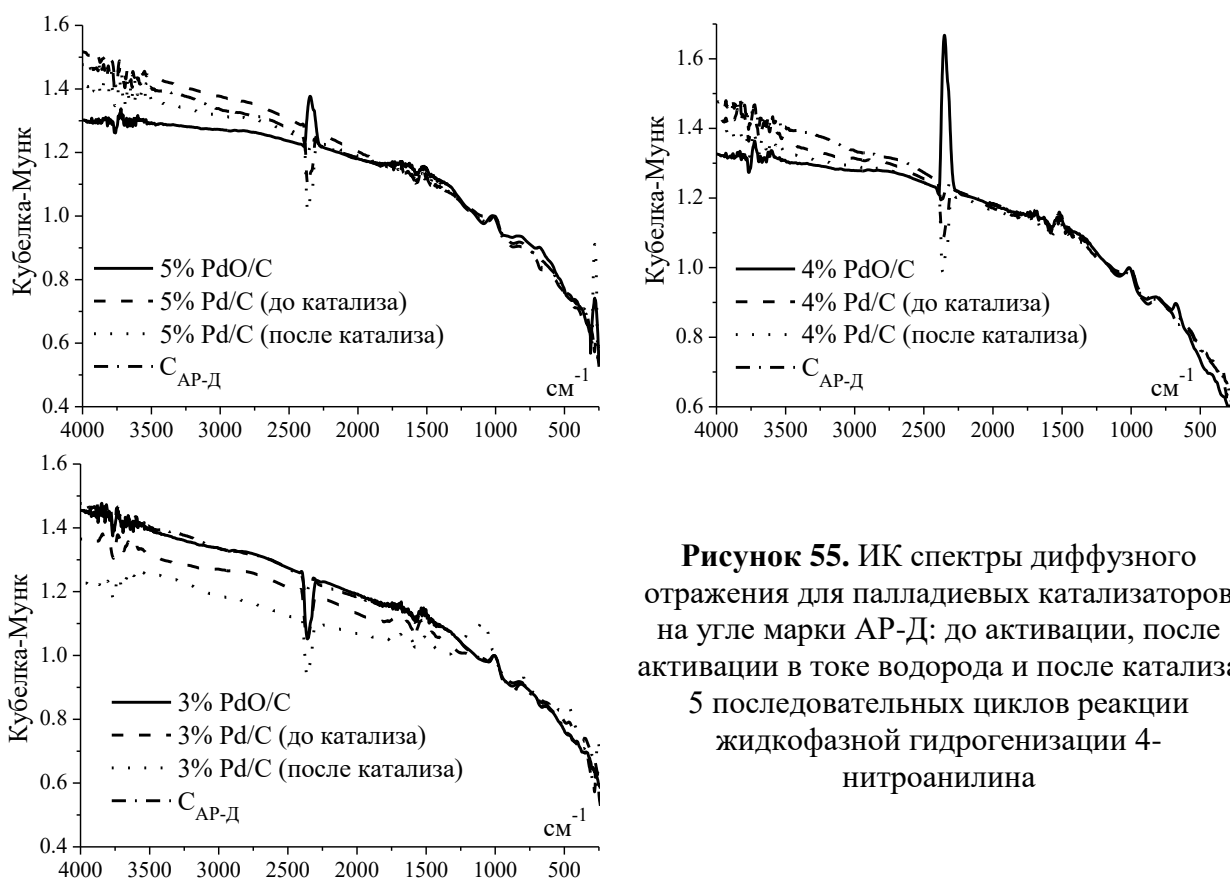 1.6
1.4
1.2
1.0
0.8
0.6
0.4
Кубелка-Мунк
5% PdO/C
5% Pd/C (до катализа)
5% Pd/C (после катализа)
C АР-Д
см-1
4000 3500 3000 2500 2000 1500 1000 500
1.6
1.4
1.2
1.0
0.8
0.6
Кубелка-Мунк
4% PdO/C
4% Pd/C (до катализа)
4% Pd/C (после катализа)
C АР-Д
см-1
4000 3500 3000 2500 2000 1500 1000 500
1.6
1.4
1.2
1.0
0.8
0.6
0.4
Кубелка-Мунк
3% PdO/C
3% Pd/C (до катализа)
3% Pd/C (после катализа)
C АР-Д
см-1
4000 3500 3000 2500 2000 1500 1000 500
Рисунок 55. ИК спектры диффузного
отражения для палладиевых катализаторов
на угле марки АР-Д: до активации, после
активации в токе водорода и после катализа
5 последовательных циклов реакции
жидкофазной гидрогенизации 4-
нитроанилина